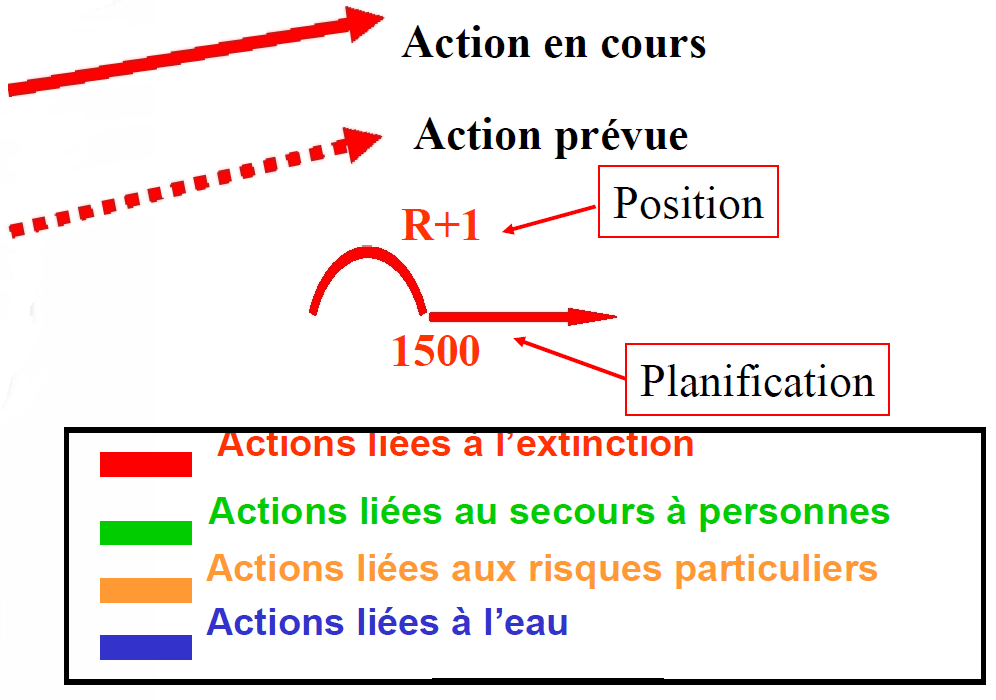 Action en cours
Action prévue
Position
R+1
1500
Planification
Actions liées à l’extinction
Actions liées au secours à personnes
Actions liées aux risques particuliers
Actions liées à l’eau